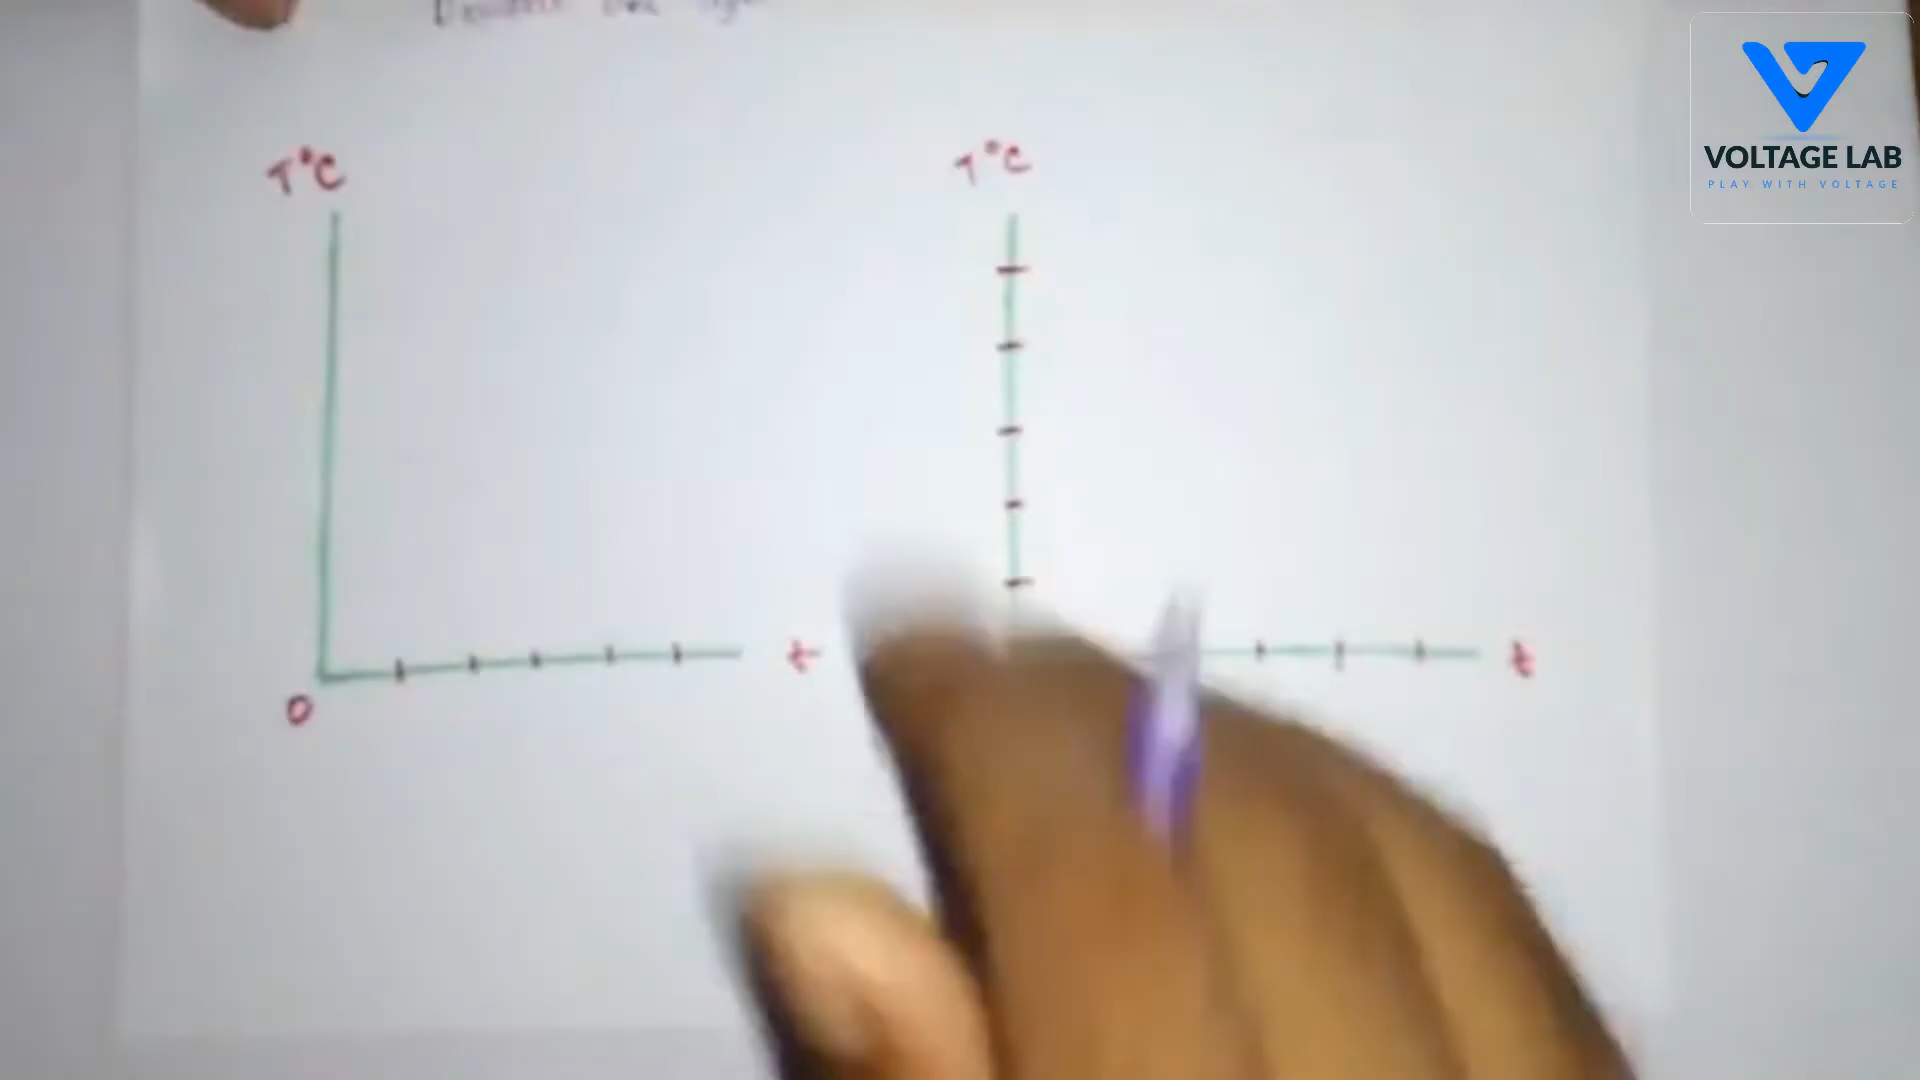 T°C
T°C
t
t
0
VOLTAGE LAB
PLAY WITH VOLTAGE